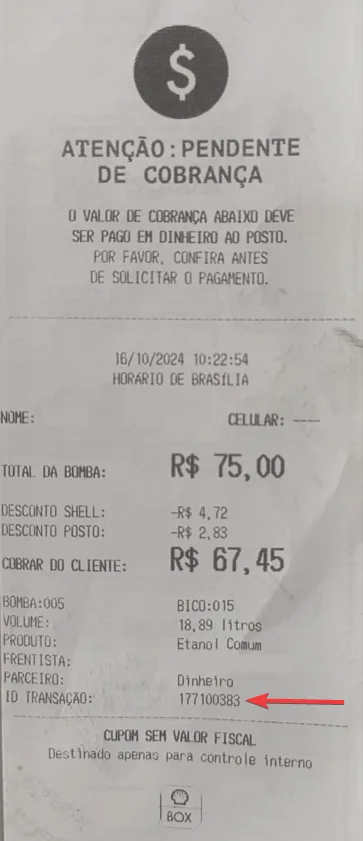 $
ATENÇÃO:PENDENTE
DE COBRANÇA
O VALOR DE COBRANÇA ABAIXO DEVE
SER PAGO EM DINHEIRO AO POSTO.
POR FAVOR, CONFIRA ANTES
DE SOLICITAR O PAGAMENTO.
16/10/2024 10:22:54
HORÁRIO DE BRASÍLIA
NOME: CELULAR: ----
TOTAL DA BOMBA: R$ 75,00
DESCONTO SHELL: -R$ 4,72
DESCONTO POSTO: -R$ 2,83
COBRAR DO CLIENTE: R$ 67,45
BOMBA:005 BICO:015
VOLUME: 18,89 litros
PRODUTO: Etanol Comum
FRENTISTA:
PARCEIRO: Dinheiro
ID TRANSAÇÃO: 177100383
CUPOM SEM VALOR FISCAL
Destinado apenas para controle interno
BOX